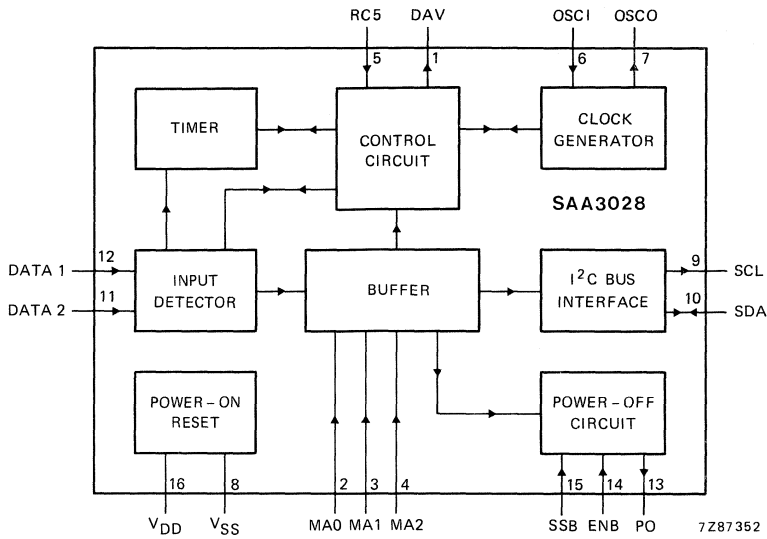 RC5 DAV OSCI OSCO
5 1 6 7
TIMER
CONTROL
CIRCUIT
CLOCK
GENERATOR
SAA3028
DATA 1 12
DATA 2 11
INPUT
DETECTOR
BUFFER
I²C BUS
INTERFACE
9 SCL
10 SDA
POWER-ON
RESET
POWER-OFF
CIRCUIT
16 8 2 3 4 15 14 13
VDD VSS MA0 MA1 MA2 SSB ENB PO
7Z87352